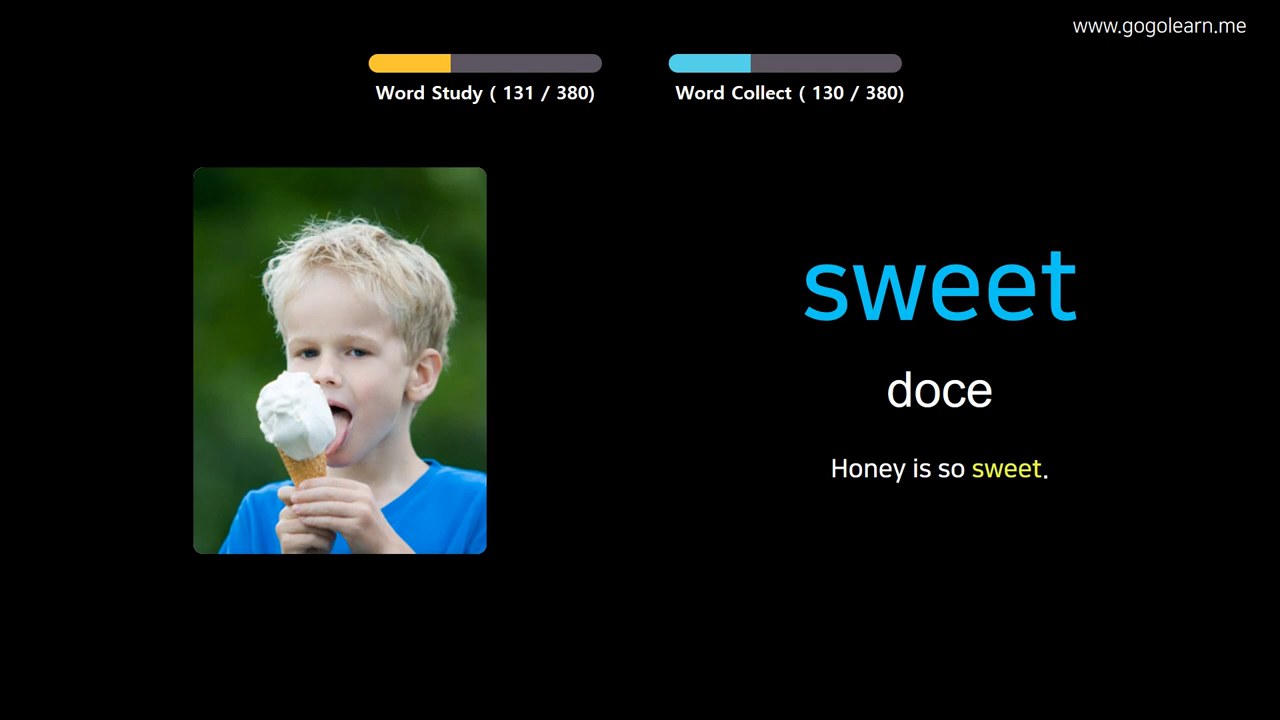 www.gogolearn.me
Word Study ( 131 / 380)
Word Collect ( 130 / 380)
sweet
doce
Honey is so sweet.